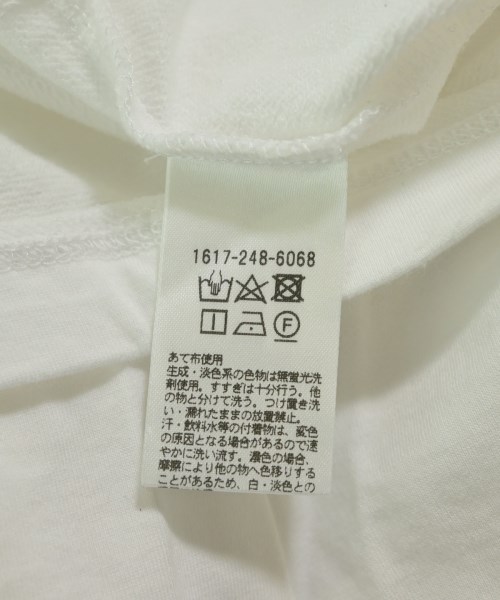 1617-248-6068
F
あて布使用
生成・淡色系の色物は無蛍光洗
剤使用。すすぎは十分行う。他
の物と分けて洗う。つけ置き洗
い・濡れたままの放置禁止。
汗・飲料水等の付着物は、変色
の原因となる場合があるので速
やかに洗い流す。濃色の場合、
摩擦により他の物へ色移りする
ことがあるため、白・淡色との